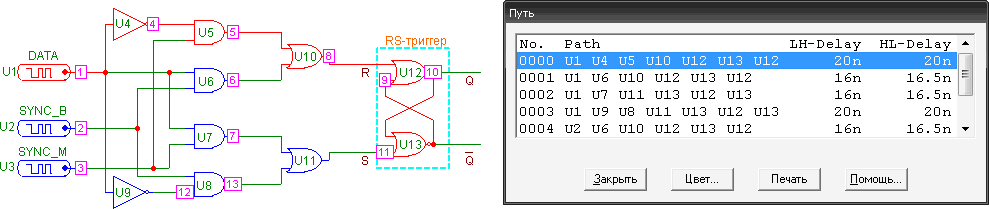 U4
4
U5
5
DATA
U1
1
U6
6
U10
8
RS-триггер
R
9
U12
10
Q
SYNC_B
U2
2
U7
7
SYNC_M
U3
3
U11
S
11
U13
Q
U9
12
U8
13
Путь
No. Path LH-Delay HL-Delay
0000 U1 U4 U5 U10 U12 U13 U12 20n 20n
0001 U1 U6 U10 U12 U13 U12 16n 16.5n
0002 U1 U7 U11 U13 U12 U13 16n 16.5n
0003 U1 U9 U8 U11 U13 U12 U13 20n 20n
0004 U2 U6 U10 U12 U13 U12 16n 16.5n
Закрыть
Цвет...
Печать
Помощь...